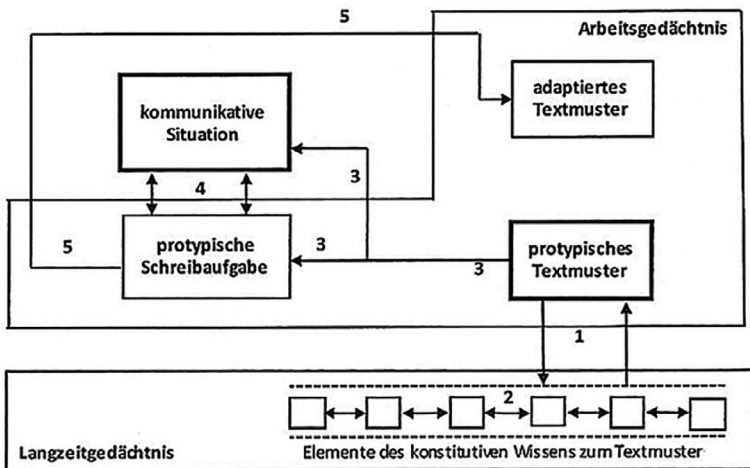 5
Arbeitsgedächtnis
kommunikative
Situation
adaptiertes
Textmuster
3
4
protypische
Schreibaufgabe
5
3
3
protypisches
Textmuster
1
2
Langzeitgedächtnis
Elemente des konstitutiven Wissens zum Textmuster